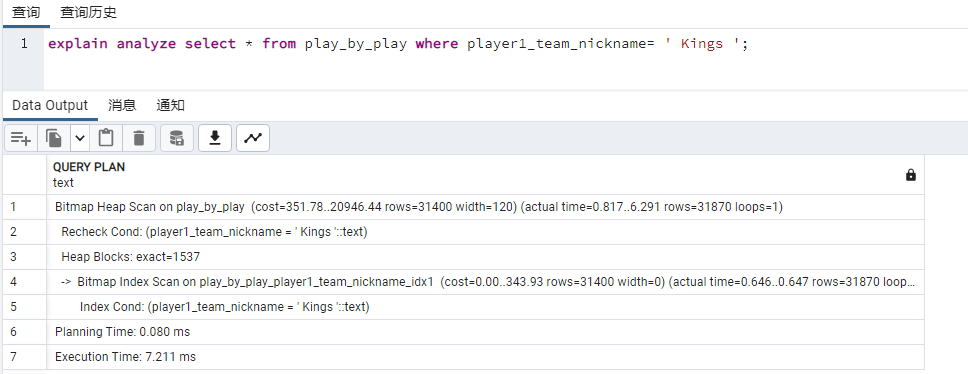 查询 查询历史
1 explain analyze select * from play_by_play where player1_team_nickname= ' Kings ';
Data Output 消息 通知
QUERY PLAN
text
1 Bitmap Heap Scan on play_by_play (cost=351.78..20946.44 rows=31400 width=120) (actual time=0.817..6.291 rows=31870 loops=1)
2 Recheck Cond: (player1_team_nickname = ' Kings '::text)
3 Heap Blocks: exact=1537
4 -> Bitmap Index Scan on play_by_play_player1_team_nickname_idx1 (cost=0.00..343.93 rows=31400 width=0) (actual time=0.646..0.647 rows=31870 loop...
5 Index Cond: (player1_team_nickname = ' Kings '::text)
6 Planning Time: 0.080 ms
7 Execution Time: 7.211 ms